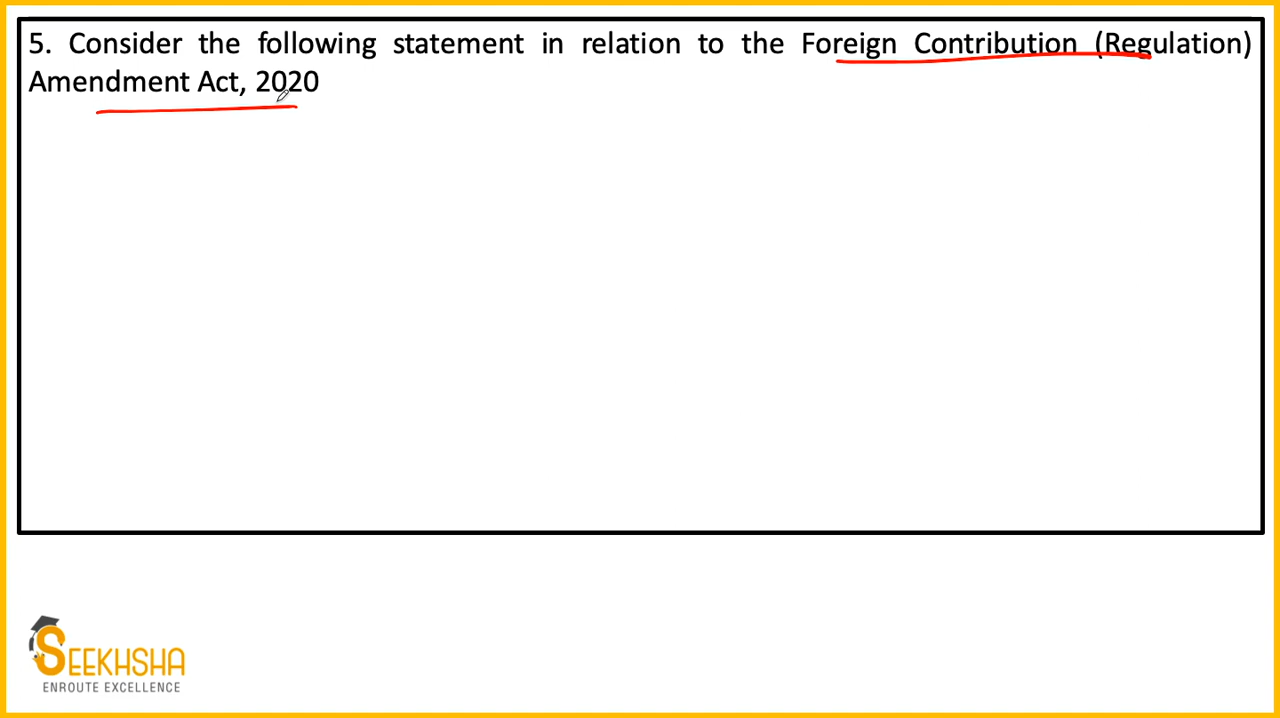 5. Consider the following statement in relation to the Foreign Contribution (Regulation)
Amendment Act, 2020
SEEKHSHA
ENROUTE EXCELLENCE